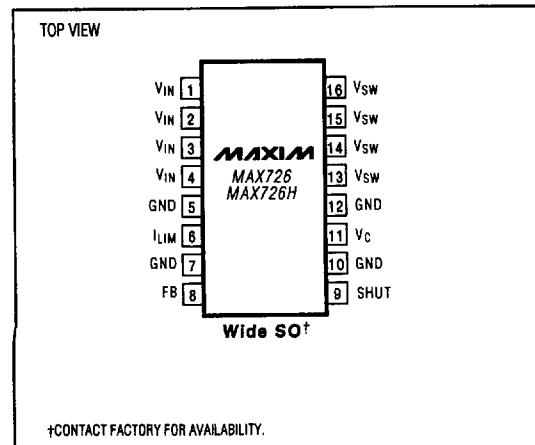 TOP VIEW
VIN 1
VIN 2
VIN 3
VIN 4
GND 5
ILIM 6
GND 7
FB 8
MAXIM
MAX726
MAX726H
16 VSW
15 VSW
14 VSW
13 VSW
12 GND
11 VC
10 GND
9 SHUT
Wide SO†
†CONTACT FACTORY FOR AVAILABILITY.